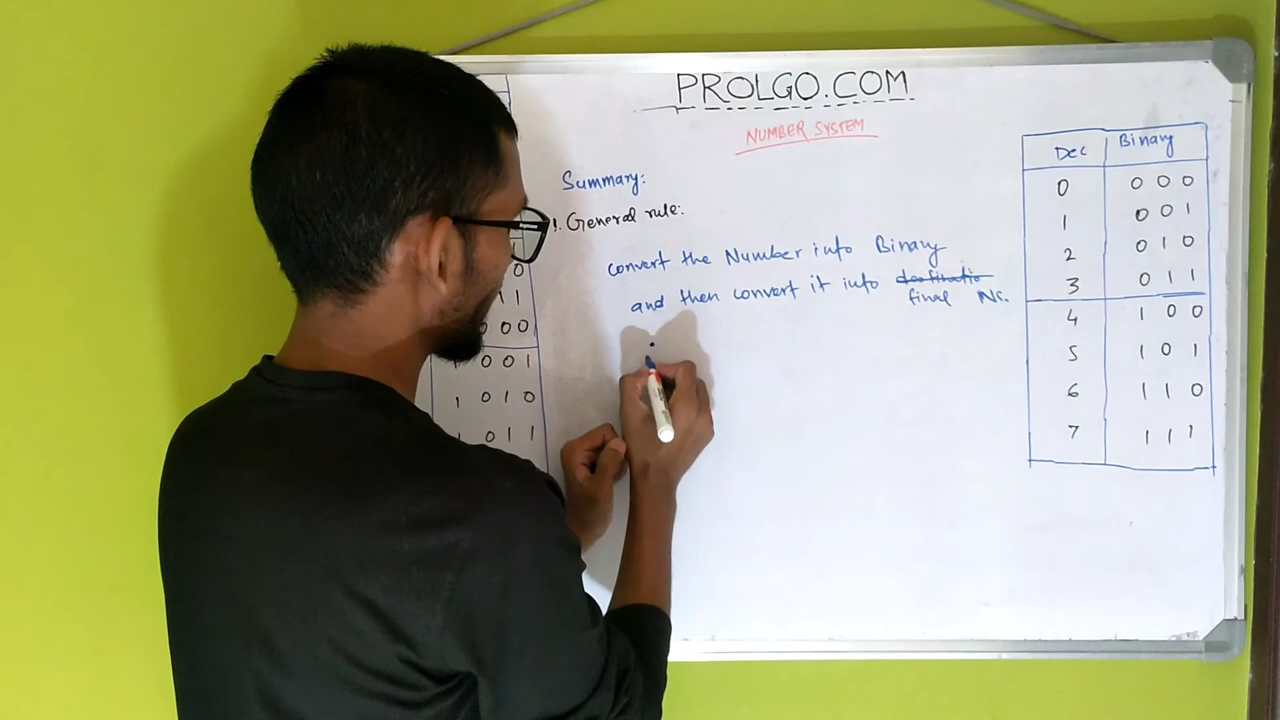 PROLGO.COM
NUMBER SYSTEM
Summary:
1. General rule:
convert the Number into Binary
and then convert it into destinatio
final NS.
Dec Binary
0 0 0 0
1 0 0 1
2 0 1 0
3 0 1 1
4 1 0 0
5 1 0 1
6 1 1 0
7 1 1 1
0
1 1
0 0 0
1 0 0 1
1 0 1 0
1 0 1 1